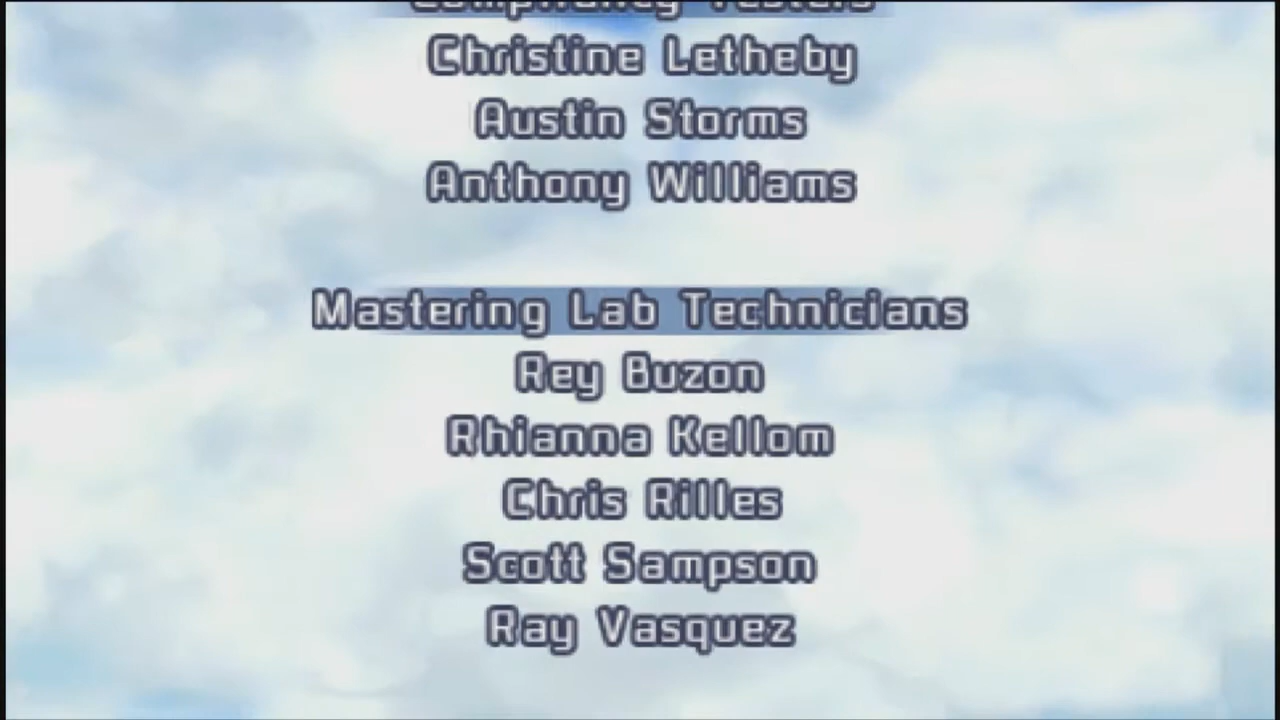 Testers
Christine Letheby
Austin Storms
Anthony Williams
Mastering Lab Technicians
Rey Buzon
Rhianna Kellom
Chris Rilles
Scott Sampson
Ray Vasquez